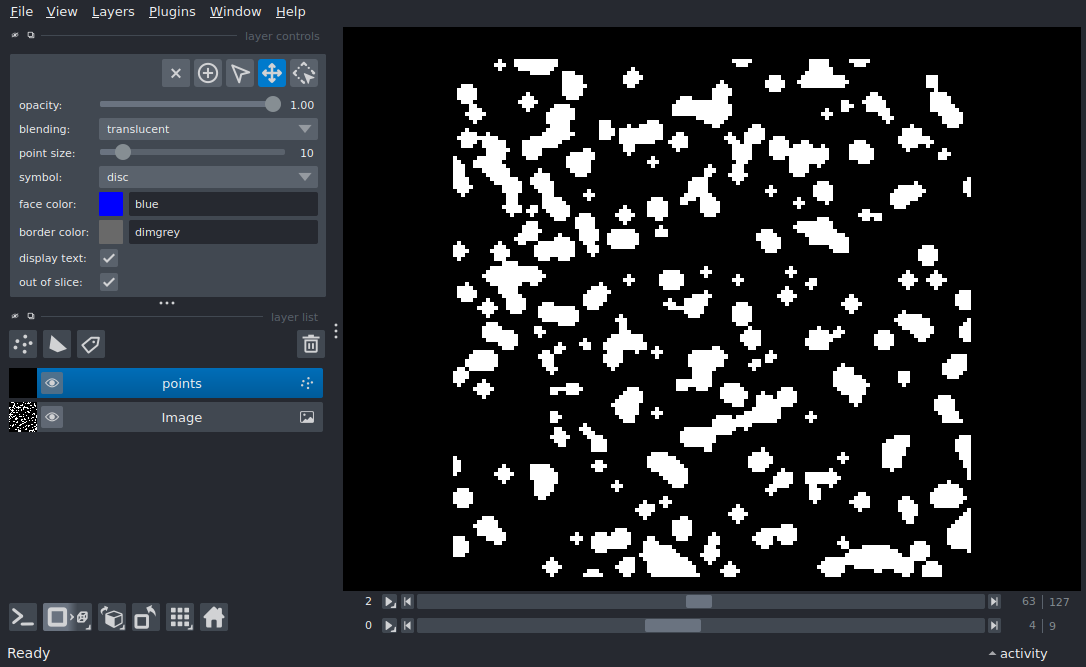 File View Layers Plugins Window Help
layer controls
opacity: 1.00
blending: translucent
point size: 10
symbol: disc
face color: blue
border color: dimgrey
display text:
out of slice:
layer list
points
Image
2 63 | 127
0 4 | 9
Ready activity